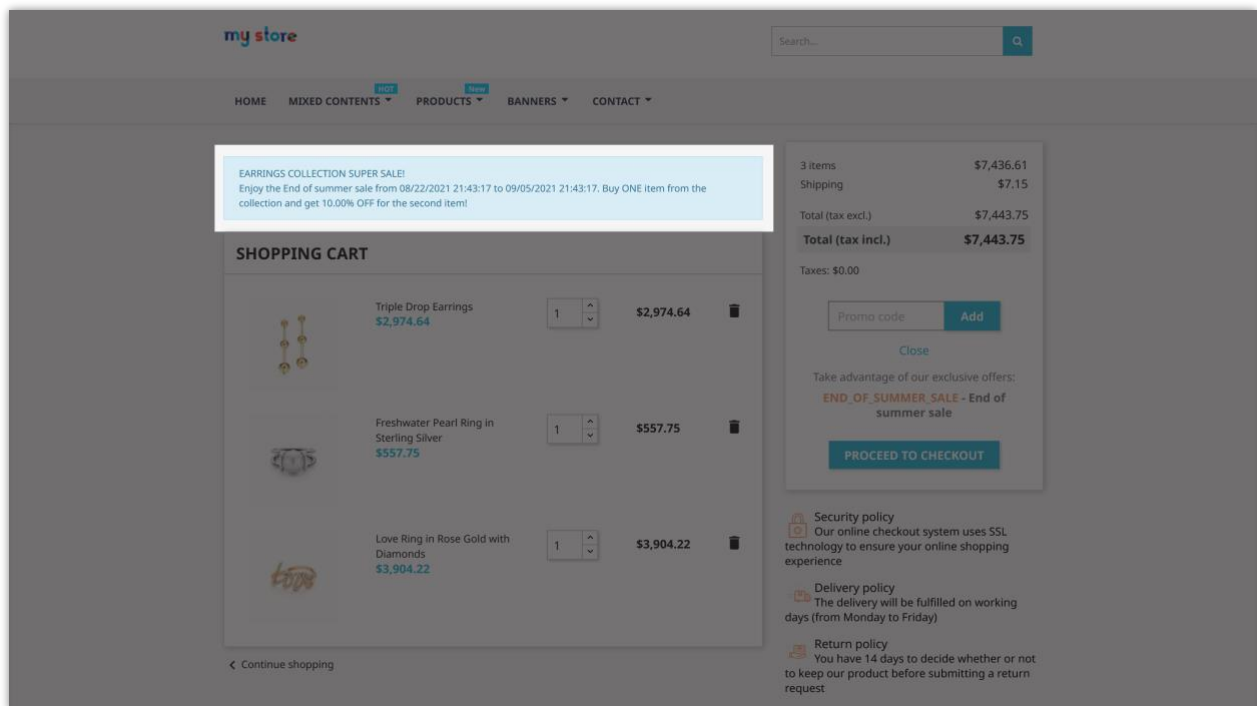 my store
Search...
HOT
New
HOME MIXED CONTENTS PRODUCTS BANNERS CONTACT
EARRINGS COLLECTION SUPER SALE!
Enjoy the End of summer sale from 08/22/2021 21:43:17 to 09/05/2021 21:43:17. Buy ONE item from the
collection and get 10.00% OFF for the second item!
SHOPPING CART
Triple Drop Earrings
$2,974.64
1
$2,974.64
Freshwater Pearl Ring in
Sterling Silver
$557.75
1
$557.75
Love Ring in Rose Gold with
Diamonds
$3,904.22
1
$3,904.22
Continue shopping
3 items $7,436.61
Shipping $7.15
Total (tax excl.) $7,443.75
Total (tax incl.) $7,443.75
Taxes: $0.00
Promo code Add
Close
Take advantage of our exclusive offers:
END_OF_SUMMER_SALE - End of
summer sale
PROCEED TO CHECKOUT
Security policy
Our online checkout system uses SSL
technology to ensure your online shopping
experience
Delivery policy
The delivery will be fulfilled on working
days (from Monday to Friday)
Return policy
You have 14 days to decide whether or not
to keep our product before submitting a return
request